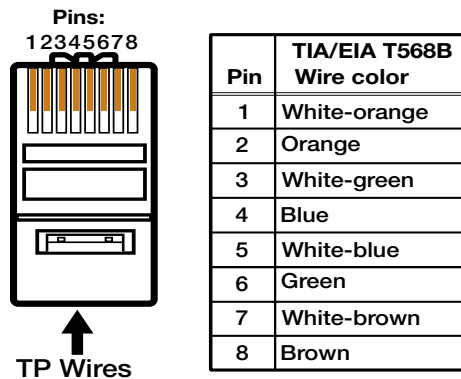 Pins:
12345678
TP Wires
TIA/EIA T568B
Pin Wire color
1 White-orange
2 Orange
3 White-green
4 Blue
5 White-blue
6 Green
7 White-brown
8 Brown